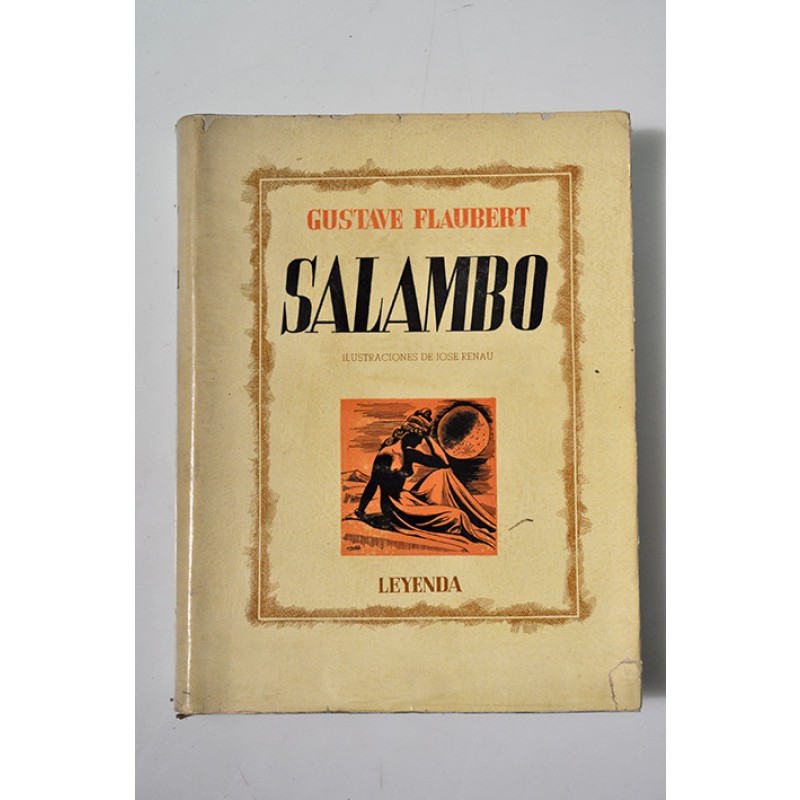 GUSTAVE FLAUBERT
SALAMBO
ILUSTRACIONES DE JOSE RENAU
LEYENDA